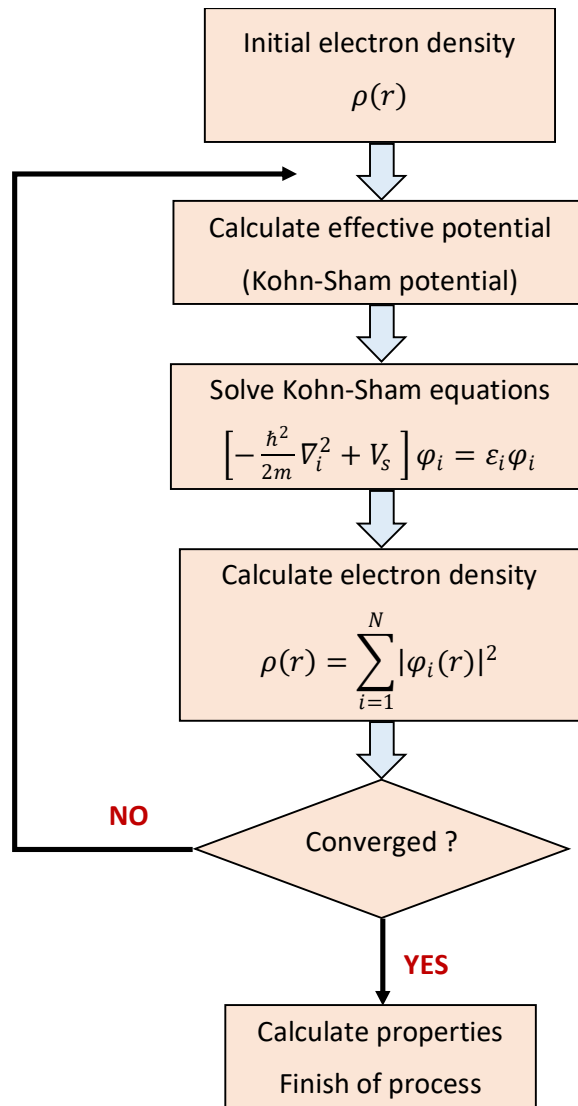 Initial electron density
𝜌(𝑟)
Calculate effective potential
(Kohn-Sham potential)
Solve Kohn-Sham equations
[−ℏ²/2𝑚 ∇ᵢ² + 𝑉ₛ] 𝜑ᵢ = 𝜀ᵢ𝜑ᵢ
Calculate electron density
𝜌(𝑟) = ∑ᵢ₌₁ᴺ |𝜑ᵢ(𝑟)|²
Converged ?
NO
YES
Calculate properties
Finish of process